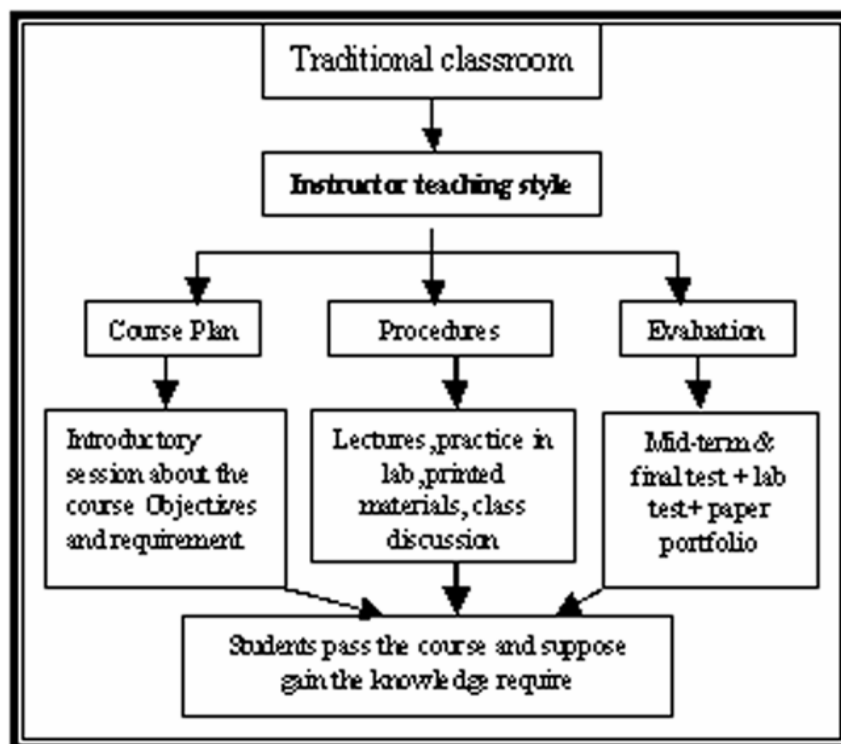 Traditional classroom
Instructor teaching style
Course Plan
Procedures
Evaluation
Introductory
session about the
course Objectives
and requirement
Lectures ,practice in
lab ,printed
materials, class
discussion
Mid-term &
final test + lab
test+ paper
portfolio
Students pass the course and suppose
gain the knowledge require